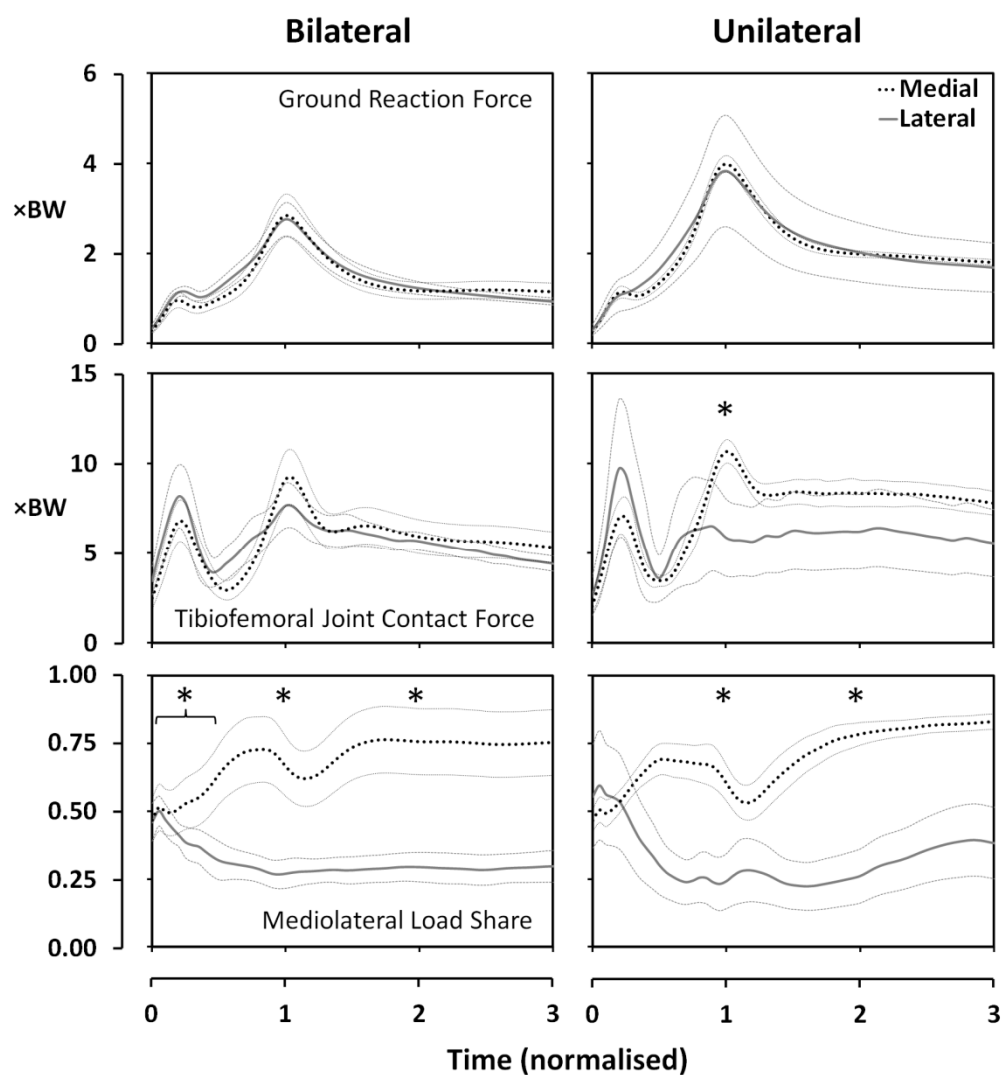 Bilateral Unilateral
6
4
×BW
2
0
Ground Reaction Force
Medial
Lateral
15
10
×BW
5
0
Tibiofemoral Joint Contact Force
*
1.00
0.75
0.50
0.25
0.00
* * *
Mediolateral Load Share
* *
0 1 2 3 0 1 2 3
Time (normalised)